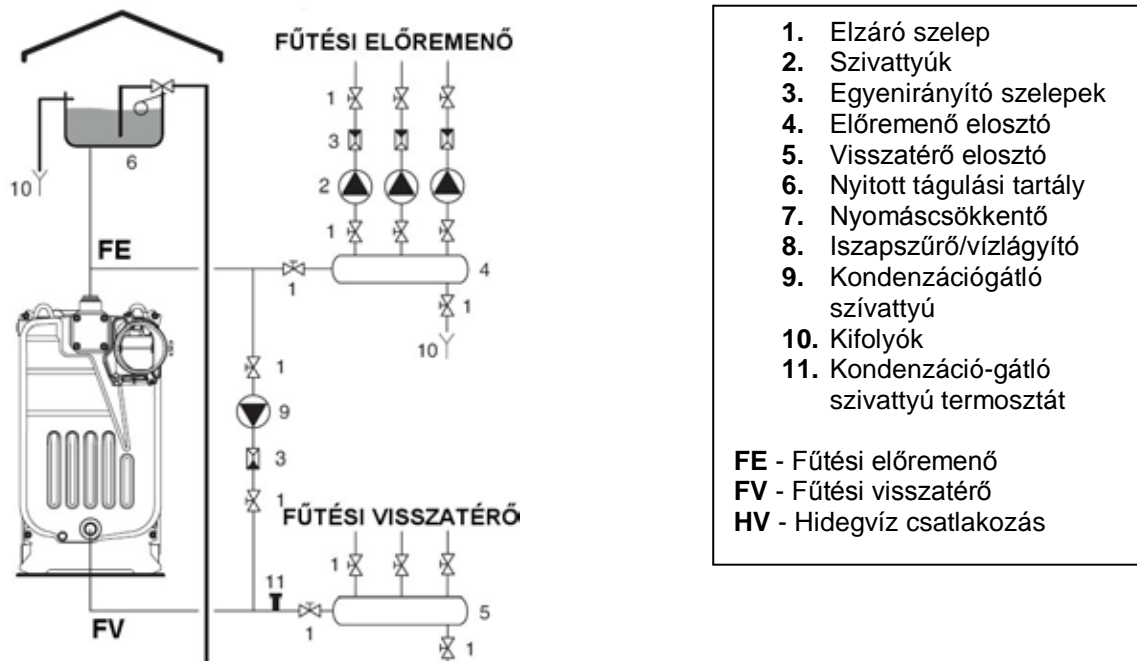 FŰTÉSI ELŐREMENŐ
1
3
6
10
2
1
FE
4
1
1
10
1
9
3
1
FŰTÉSI VISSZATÉRŐ
1
11
5
1
FV
1
1. Elzáró szelep
2. Szivattyúk
3. Egyenirányító szelepek
4. Előremenő elosztó
5. Visszatérő elosztó
6. Nyitott tágulási tartály
7. Nyomáscsökkentő
8. Iszapszűrő/vízlágyító
9. Kondenzációgátló
szívattyú
10. Kifolyók
11. Kondenzáció-gátló
szivattyú termosztát
FE - Fűtési előremenő
FV - Fűtési visszatérő
HV - Hidegvíz csatlakozás